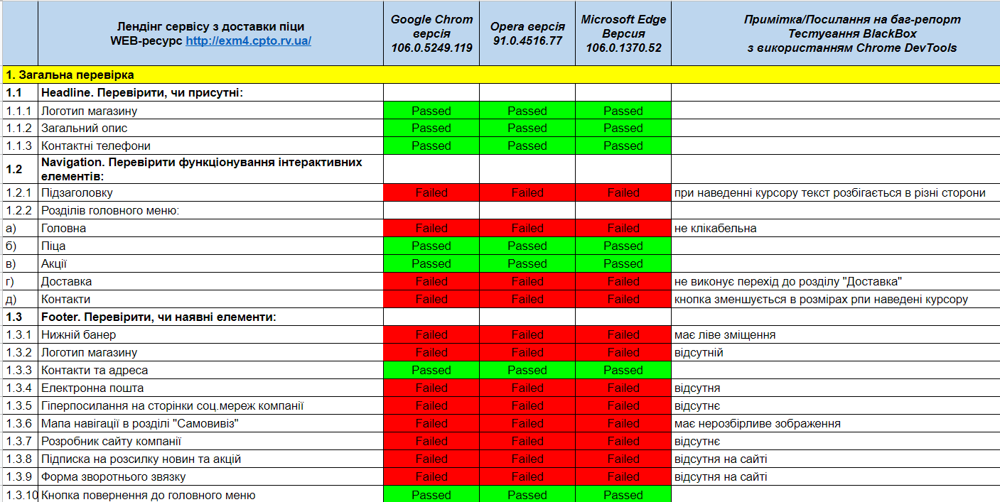 Лендінг сервісу з доставки піци
WEB-ресурс http://exm4.cpto.rv.ua/
Google Chrom
версія
106.0.5249.119
Opera версія
91.0.4516.77
Microsoft Edge
Версия
106.0.1370.52
Примітка/Посилання на баг-репорт
Тестування BlackBox
з використанням Chrome DevTools
1. Загальна перевірка
1.1 Headline. Перевірити, чи присутні:
1.1.1 Логотип магазину Passed Passed Passed
1.1.2 Загальний опис Passed Passed Passed
1.1.3 Контактні телефони Passed Passed Passed
1.2 Navigation. Перевірити функціонування інтерактивних
елементів:
1.2.1 Підзаголовку Failed Failed Failed при наведенні курсору текст розбігається в різні сторони
1.2.2 Розділів головного меню:
а) Головна Failed Failed Failed не клікабельна
б) Піца Passed Passed Passed
в) Акції Passed Passed Passed
г) Доставка Failed Failed Failed не виконує перехід до розділу "Доставка"
д) Контакти Failed Failed Failed кнопка зменшується в розмірах рпи наведені курсору
1.3 Footer. Перевірити, чи наявні елементи:
1.3.1 Нижній банер Failed Failed Failed має ліве зміщення
1.3.2 Логотип магазину Failed Failed Failed відсутній
1.3.3 Контакти та адреса Passed Passed Passed
1.3.4 Електронна пошта Failed Failed Failed відсутня
1.3.5 Гіперпосилання на сторінки соц.мереж компанії Failed Failed Failed відсутнє
1.3.6 Мапа навігації в розділі "Самовивіз" Failed Failed Failed має нерозбірливе зображення
1.3.7 Розробник сайту компанії Failed Failed Failed відсутнє
1.3.8 Підписка на розсилку новин та акцій Failed Failed Failed відсутня на сайті
1.3.9 Форма зворотнього звязку Failed Failed Failed відсутня на сайті
1.3.10 Кнопка повернення до головного меню Passed Passed Passed